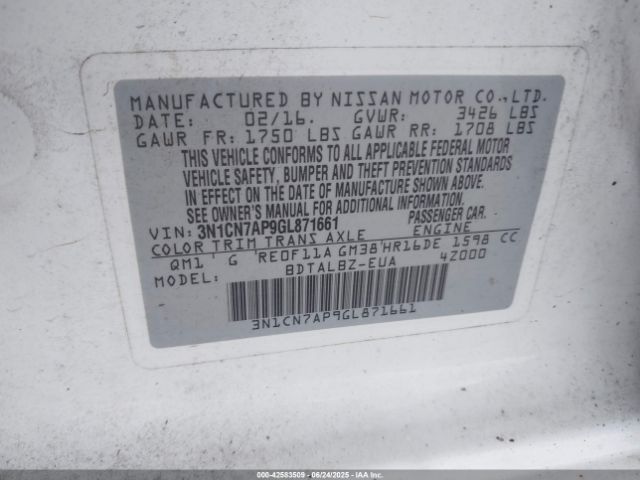 MANUFACTURED BY NISSAN MOTOR CO., LTD.
DATE: 02/16. GVWR: 3426 LBS
GAWR FR: 1750 LBS GAWR RR: 1708 LBS
THIS VEHICLE CONFORMS TO ALL APPLICABLE FEDERAL MOTOR
VEHICLE SAFETY, BUMPER AND THEFT PREVENTION STANDARDS
IN EFFECT ON THE DATE OF MANUFACTURE SHOWN ABOVE.
SEE OWNER'S MANUAL FOR ADDITIONAL INFORMATION.
VIN: 3N1CN7AP9GL871661 PASSENGER CAR.
COLOR TRIM TRANS AXLE ENGINE
QM1 G RE0F11A GM38 HR16DE 1598 CC
MODEL: BDTALBZ-EUA 4Z000
3N1CN7AP9GL871661
000-42583509 - 06/24/2025 - IAA, Inc.